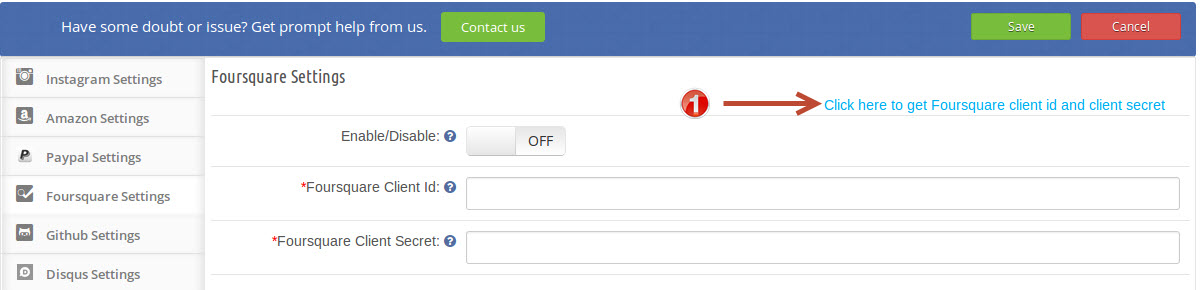 Have some doubt or issue? Get prompt help from us. Contact us Save Cancel
Instagram Settings
Amazon Settings
Paypal Settings
Foursquare Settings
Github Settings
Disqus Settings
Foursquare Settings
1 Click here to get Foursquare client id and client secret
Enable/Disable: ? OFF
*Foursquare Client Id: ?
*Foursquare Client Secret: ?